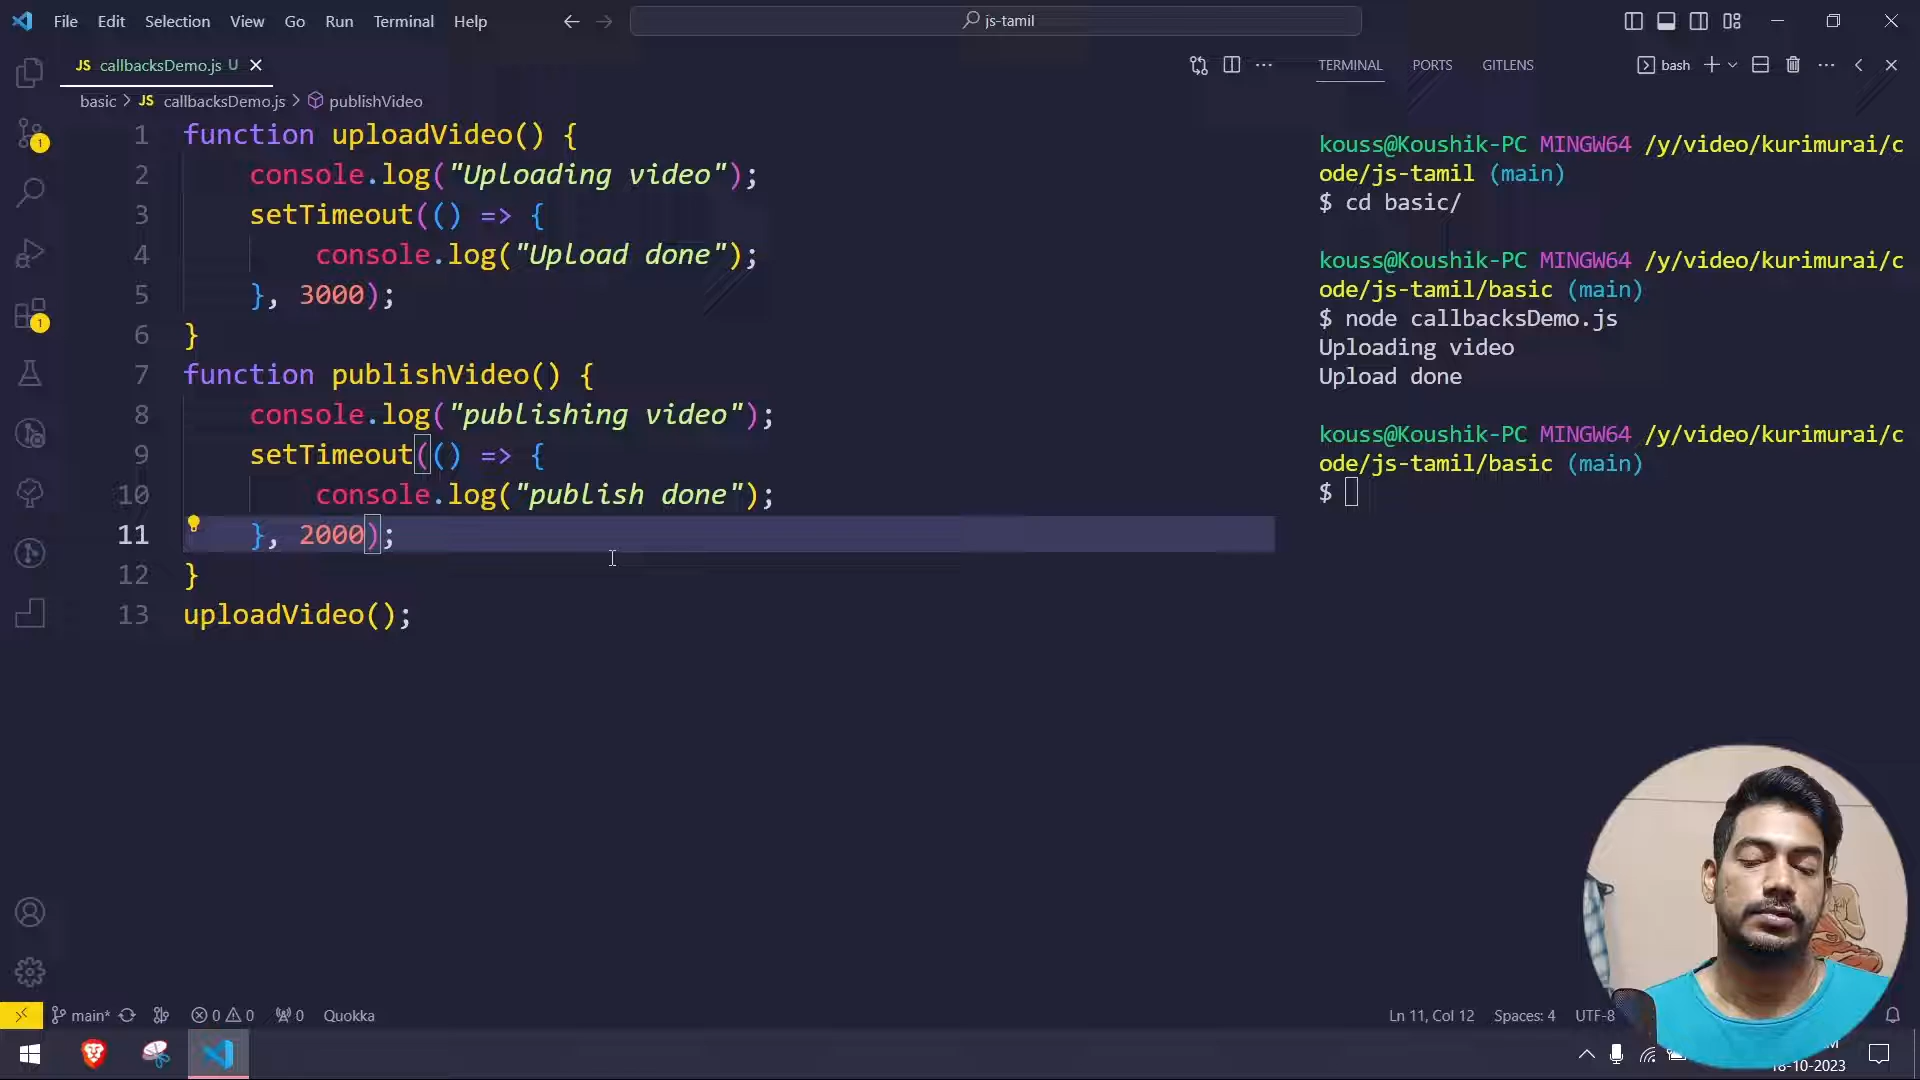 File Edit Selection View Go Run Terminal Help
js-tamil
JS callbacksDemo.js U
basic > JS callbacksDemo.js > publishVideo
1 function uploadVideo() {
2 console.log("Uploading video");
3 setTimeout(() => {
4 console.log("Upload done");
5 }, 3000);
6 }
7 function publishVideo() {
8 console.log("publishing video");
9 setTimeout(() => {
10 console.log("publish done");
11 }, 2000);
12 }
13 uploadVideo();
TERMINAL PORTS GITLENS
bash
kouss@Koushik-PC MINGW64 /y/video/kurimurai/c
ode/js-tamil (main)
$ cd basic/
kouss@Koushik-PC MINGW64 /y/video/kurimurai/c
ode/js-tamil/basic (main)
$ node callbacksDemo.js
Uploading video
Upload done
kouss@Koushik-PC MINGW64 /y/video/kurimurai/c
ode/js-tamil/basic (main)
$
1
1
main* 0 0 0 Quokka
Ln 11, Col 12 Spaces: 4 UTF-8
18-10-2023